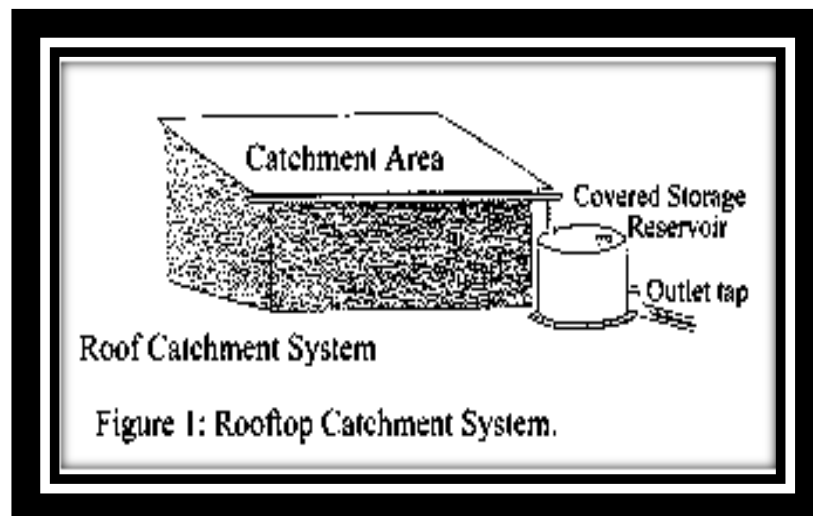 Catchment Area
Covered Storage
Reservoir
Outlet tap
Roof Catchment System
Figure 1: Rooftop Catchment System.